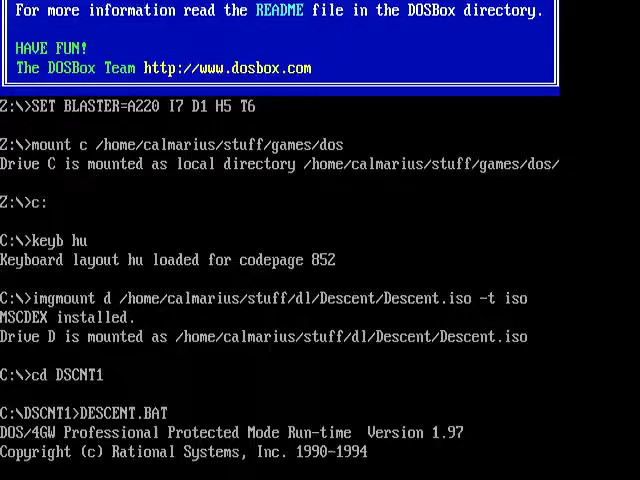 For more information read the README file in the DOSBox directory.
HAVE FUN!
The DOSBox Team http://www.dosbox.com
Z:\>SET BLASTER=A220 I7 D1 H5 T6
Z:\>mount c /home/calmarius/stuff/games/dos
Drive C is mounted as local directory /home/calmarius/stuff/games/dos/
Z:\>c:
C:\>keyb hu
Keyboard layout hu loaded for codepage 852
C:\>imgmount d /home/calmarius/stuff/dl/Descent/Descent.iso -t iso
MSCDEX installed.
Drive D is mounted as /home/calmarius/stuff/dl/Descent/Descent.iso
C:\>cd DSCNT1
C:\DSCNT1>DESCENT.BAT
DOS/4GW Professional Protected Mode Run-time  Version 1.97
Copyright (c) Rational Systems, Inc. 1990-1994